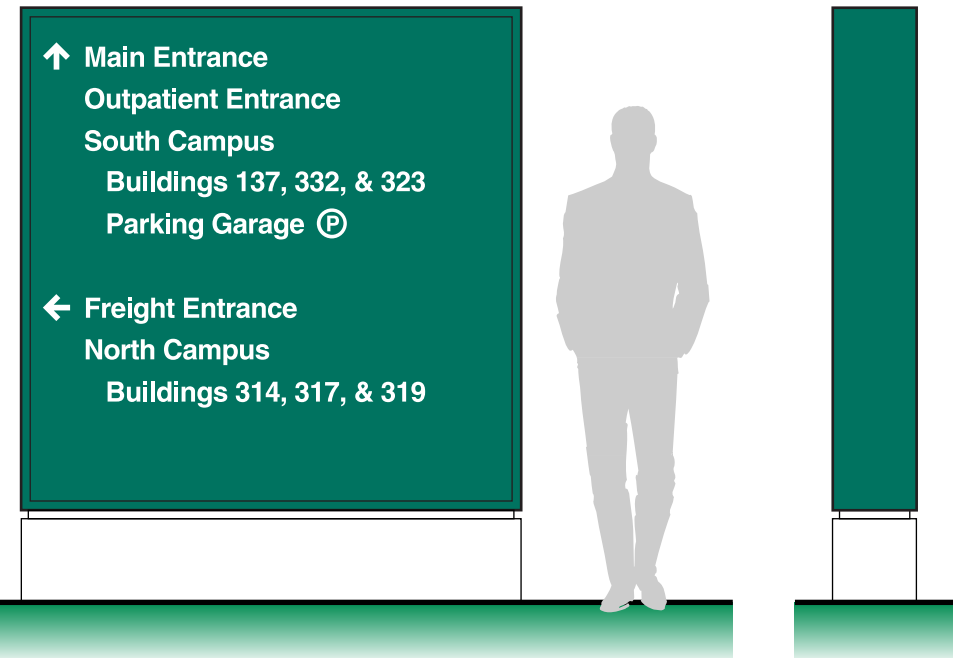 Main Entrance
Outpatient Entrance
South Campus
Buildings 137, 332, & 323
Parking Garage P
Freight Entrance
North Campus
Buildings 314, 317, & 319